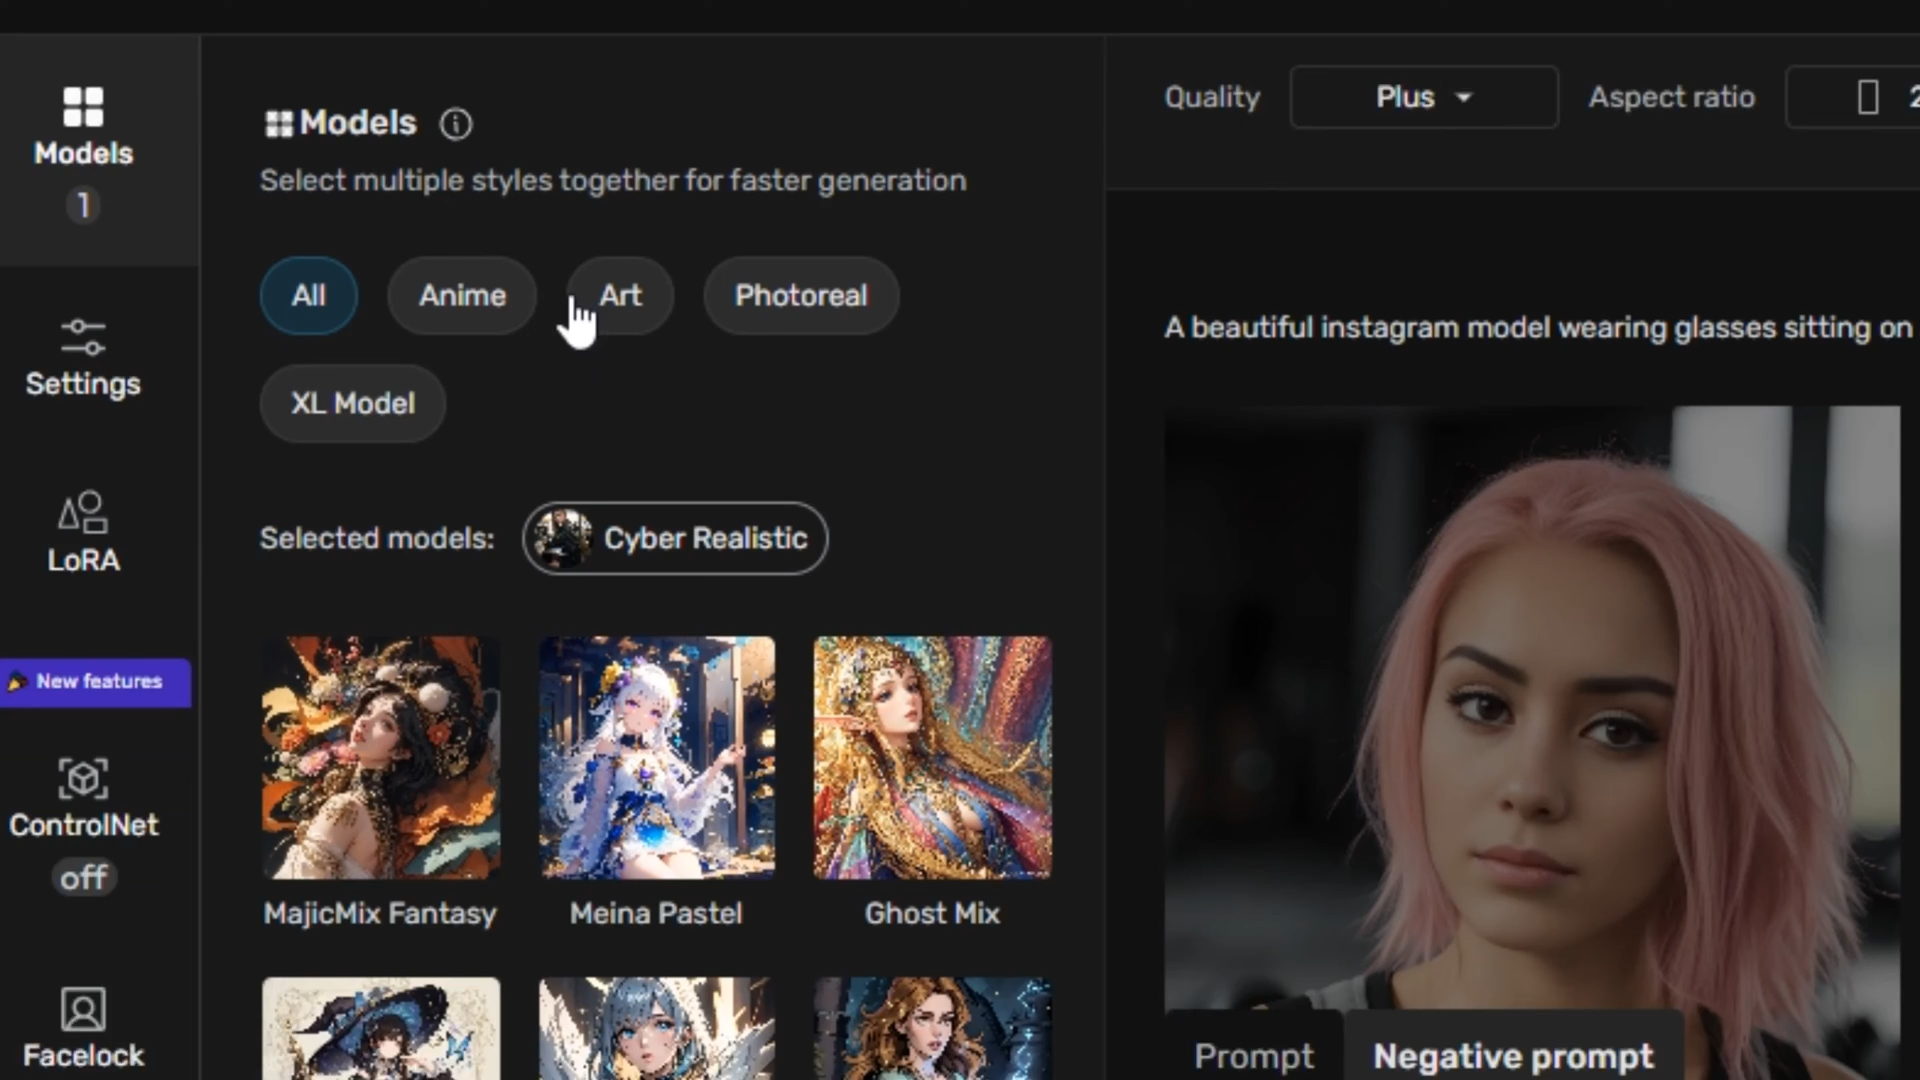 Models
1
Settings
LoRA
New features
ControlNet
off
Facelock
Models
Select multiple styles together for faster generation
All
Anime
Art
Photoreal
XL Model
Selected models:
Cyber Realistic
MajicMix Fantasy
Meina Pastel
Ghost Mix
Quality
Plus
Aspect ratio
2
A beautiful instagram model wearing glasses sitting on
Prompt
Negative prompt